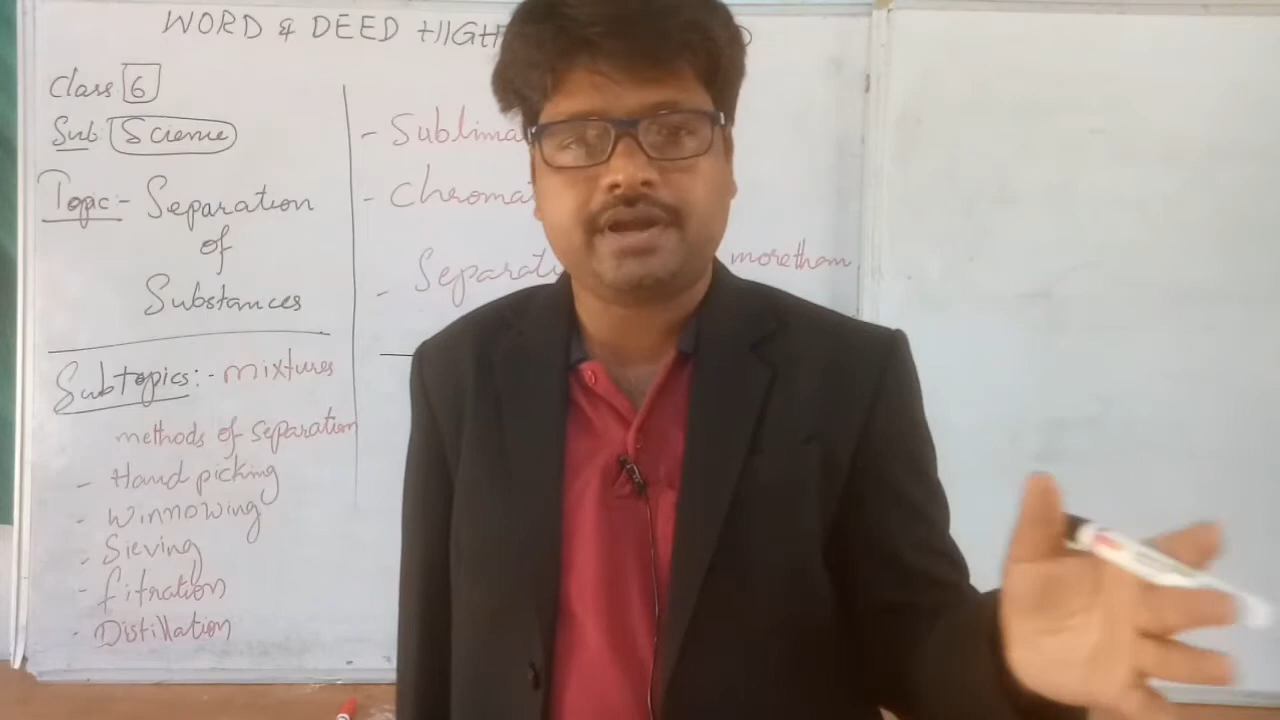 WORD & DEED HIGH
Class 6
Sub Science
Topic:- Separation
of
Substances
Subtopics:- mixtures
methods of separation
- Hand picking
- Winnowing
- Sieving
- fitration
- Distillation
- Sublima
- Chroma
- Separati morethan